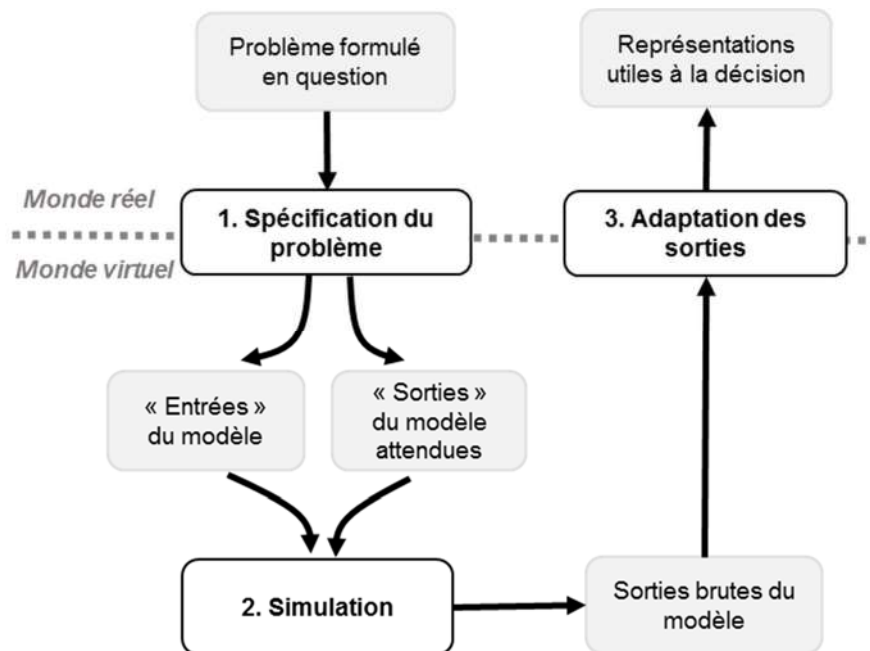 Problème formulé
en question
Représentations
utiles à la décision
Monde réel
1. Spécification du
problème
3. Adaptation des
sorties
Monde virtuel
« Entrées »
du modèle
« Sorties »
du modèle
attendues
2. Simulation
Sorties brutes du
modèle